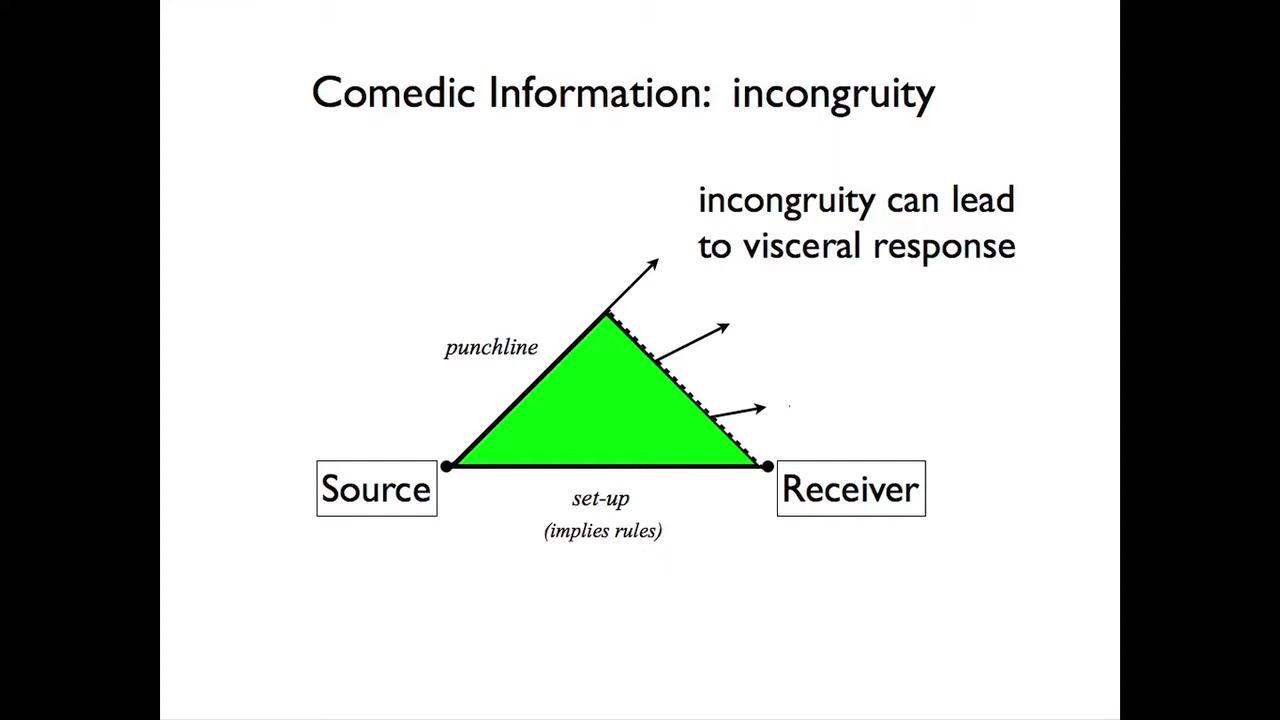 Comedic Information: incongruity
incongruity can lead
to visceral response
punchline
Source
Receiver
set-up
(implies rules)